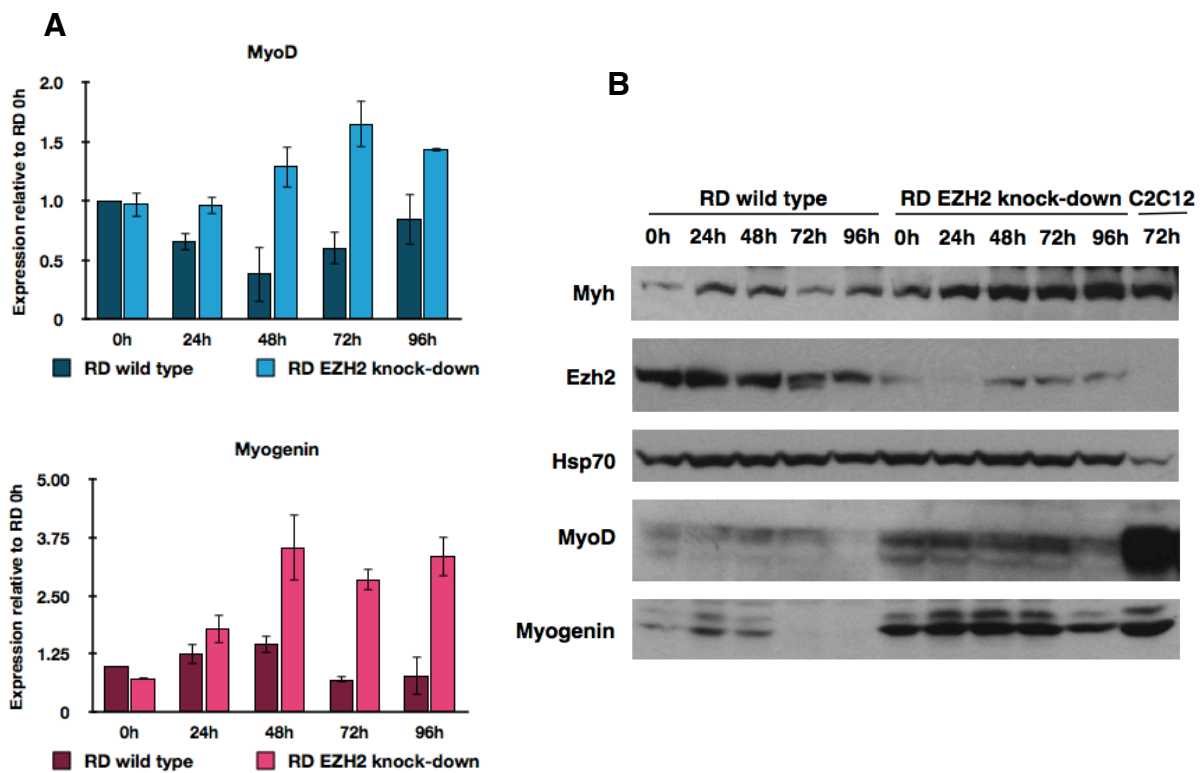 A
MyoD
Expression relative to RD 0h
2.0
1.5
1.0
0.5
0
0h 24h 48h 72h 96h
RD wild type RD EZH2 knock-down
Myogenin
Expression relative to RD 0h
5.00
3.75
2.50
1.25
0
0h 24h 48h 72h 96h
RD wild type RD EZH2 knock-down
B
RD wild type RD EZH2 knock-down C2C12
0h 24h 48h 72h 96h 0h 24h 48h 72h 96h 72h
Myh
Ezh2
Hsp70
MyoD
Myogenin